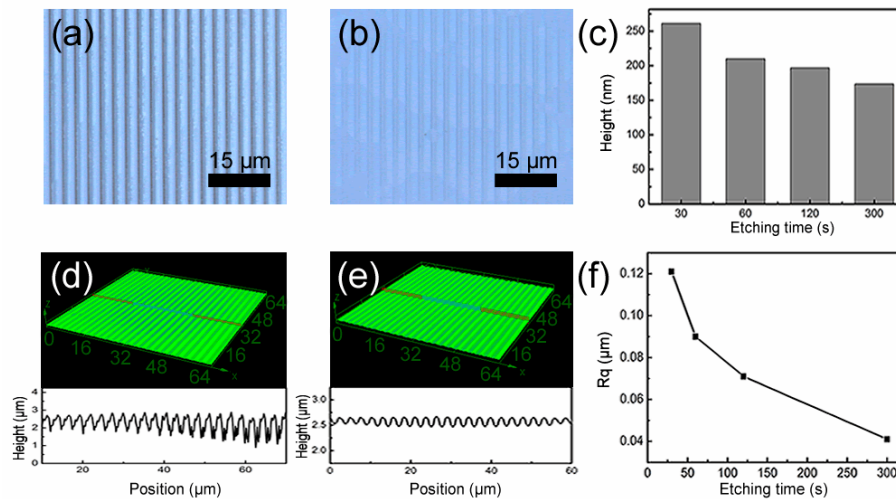 (a)
15 µm
(b)
15 µm
(c)
Height (nm)
250
200
150
100
50
0
30 60 120 300
Etching time (s)
(d)
z
0
16
32
48
64
x
16
32
48
64
Height (µm)
4
3
2
1
0
20 40 60
Position (µm)
(e)
z
0
16
32
48
64
x
16
32
48
64
Height (µm)
3.0
2.5
2.0
0 20 40 60
Position (µm)
(f)
Rq (µm)
0.12
0.10
0.08
0.06
0.04
0 50 100 150 200 250 300
Etching time (s)